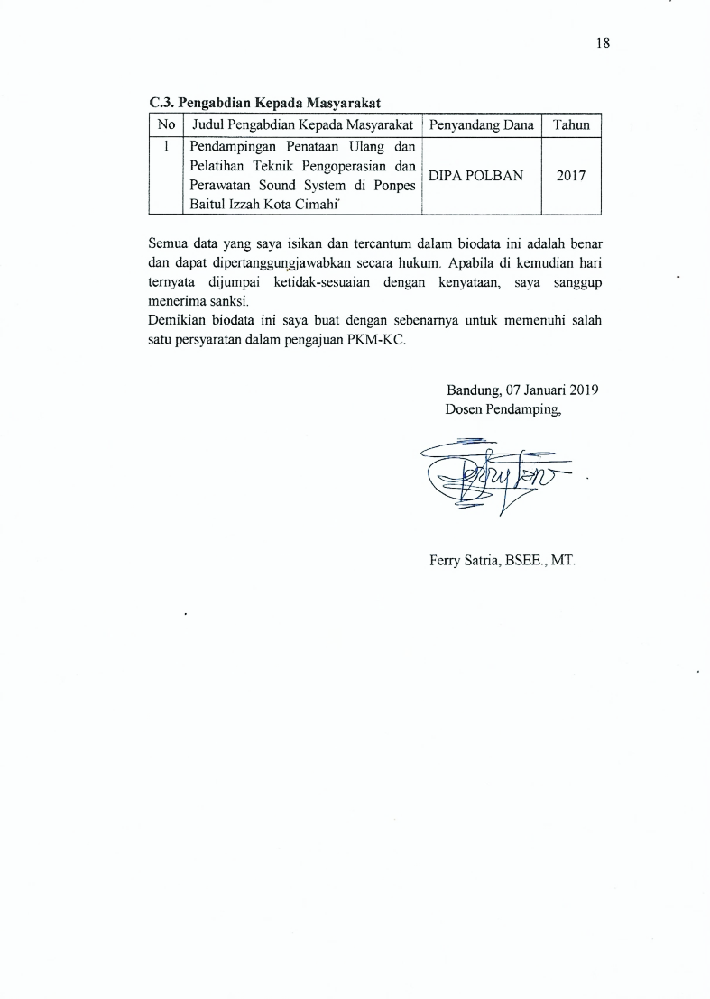 18
C.3. Pengabdian Kepada Masyarakat
No Judul Pengabdian Kepada Masyarakat Penyandang Dana Tahun
1 Pendampingan Penataan Ulang dan
Pelatihan Teknik Pengoperasian dan
Perawatan Sound System di Ponpes
Baitul Izzah Kota Cimahi'
DIPA POLBAN 2017
Semua data yang saya isikan dan tercantum dalam biodata ini adalah benar
dan dapat dipertanggungjawabkan secara hukum. Apabila di kemudian hari
ternyata dijumpai ketidak-sesuaian dengan kenyataan, saya sanggup
menerima sanksi.
Demikian biodata ini saya buat dengan sebenarnya untuk memenuhi salah
satu persyaratan dalam pengajuan PKM-KC.
Bandung, 07 Januari 2019
Dosen Pendamping,
Ferry Satria, BSEE., MT.